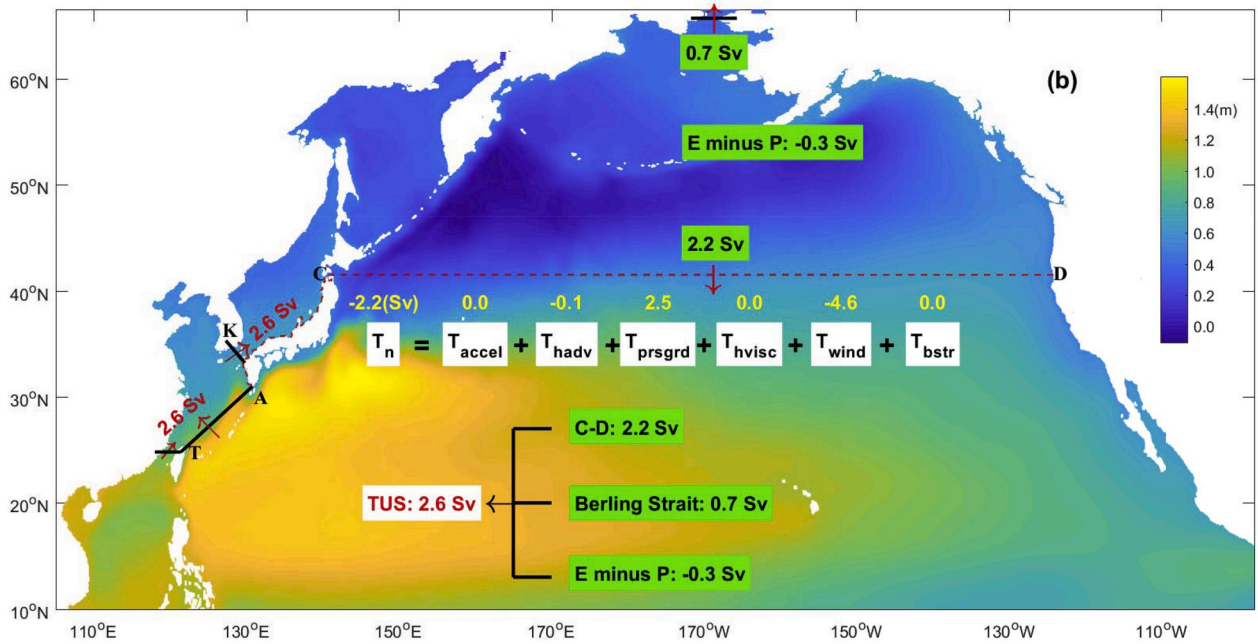 0.7 Sv
60°N
(b)
1.4(m)
E minus P: -0.3 Sv
1.2
50°N
1.0
0.8
2.2 Sv
0.6
C
D
0.4
40°N
-2.2(Sv) 0.0 -0.1 2.5 0.0 -4.6 0.0
0.2
K
2.6 Sv
0.0
Tn = Taccel + Thadv + Tprsgrd + Thvisc + Twind + Tbstr
A
30°N
2.6 Sv
C-D: 2.2 Sv
T
TUS: 2.6 Sv
Berling Strait: 0.7 Sv
20°N
E minus P: -0.3 Sv
10°N
110°E 130°E 150°E 170°E 170°W 150°W 130°W 110°W